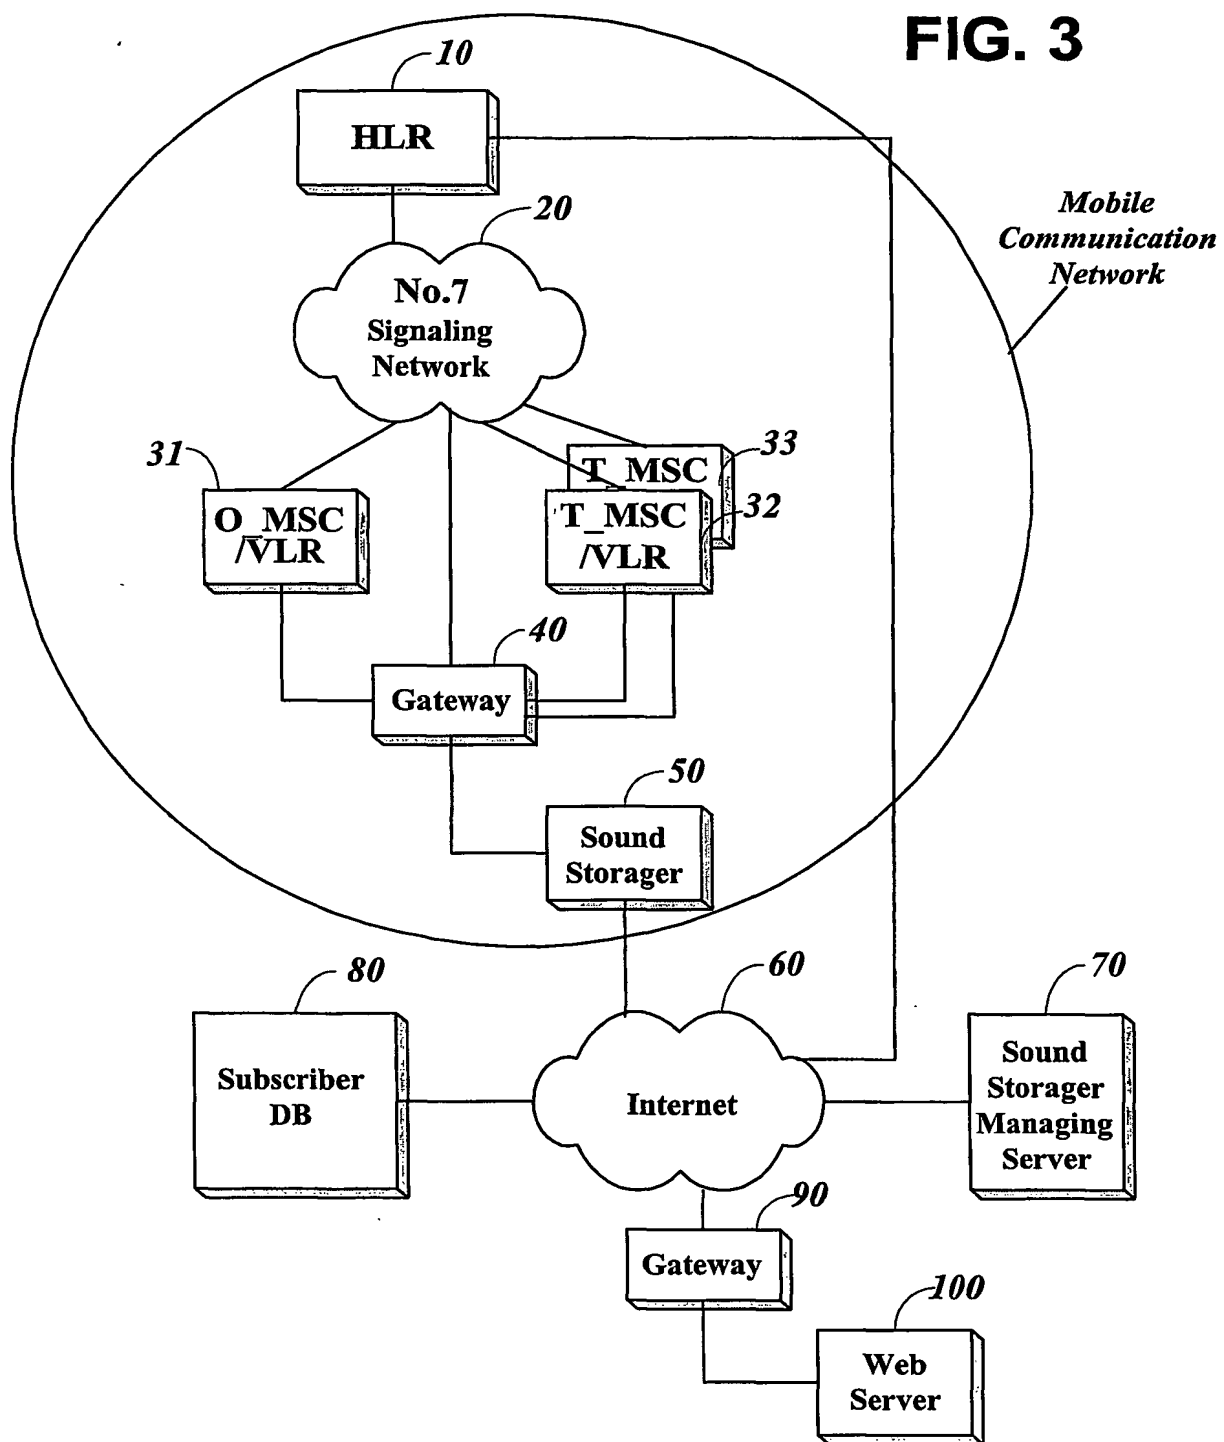 FIG. 3
10
HLR
20
Mobile
Communication
Network
No.7
Signaling
Network
31
33
T_MSC
O_MSC
/VLR
32
T_MSC
/VLR
40
Gateway
50
Sound
Storager
80
60
70
Subscriber
DB
Internet
Sound
Storager
Managing
Server
90
Gateway
100
Web
Server